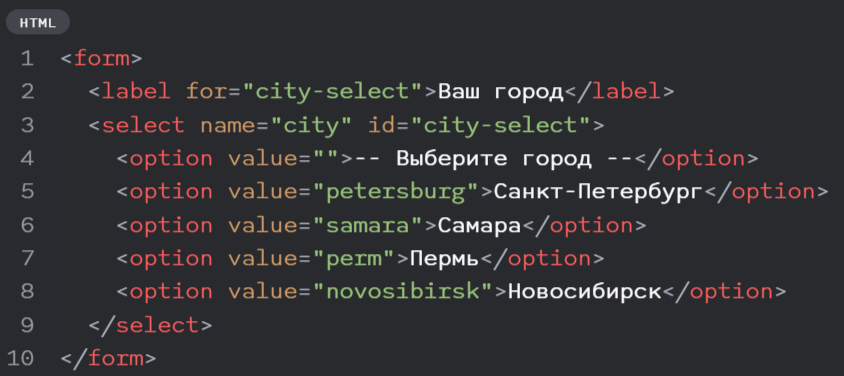 HTML
1 <form>
2   <label for="city-select">Ваш город</label>
3   <select name="city" id="city-select">
4     <option value="">-- Выберите город --</option>
5     <option value="petersburg">Санкт-Петербург</option>
6     <option value="samara">Самара</option>
7     <option value="perm">Пермь</option>
8     <option value="novosibirsk">Новосибирск</option>
9   </select>
10 </form>